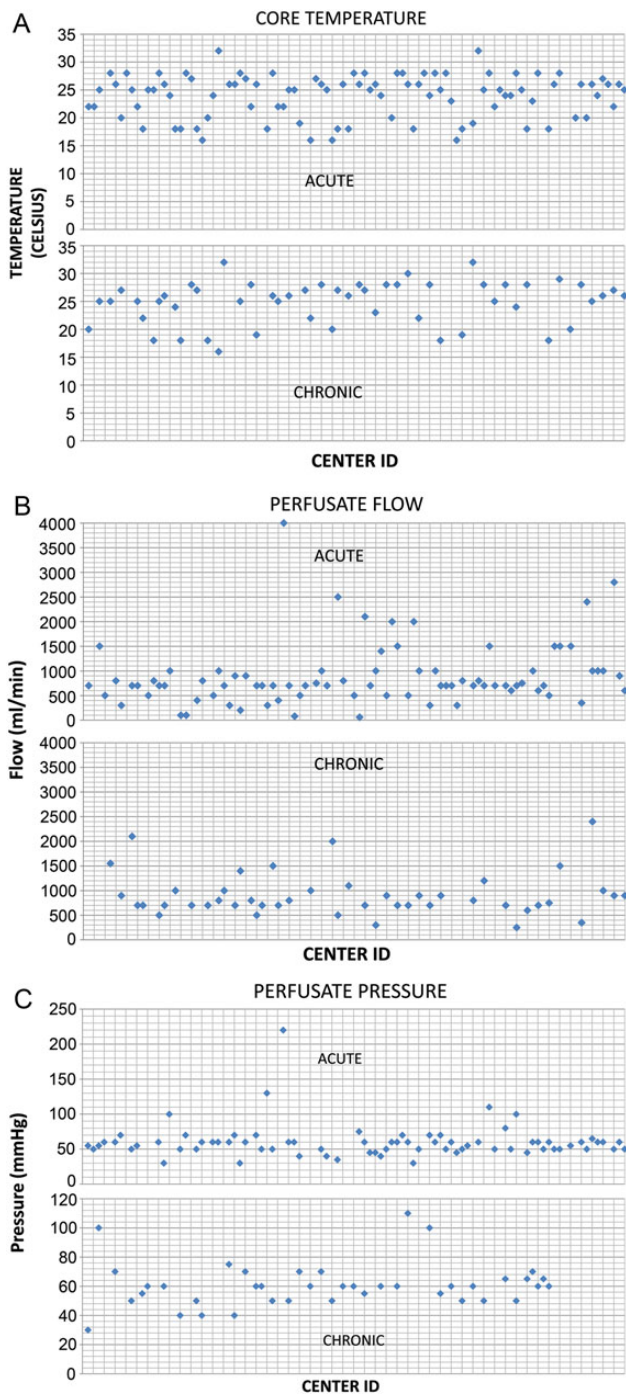 A
CORE TEMPERATURE
TEMPERATURE
(CELSIUS)
35
30
25
20
15
10
5
0
ACUTE
35
30
25
20
15
10
5
0
CHRONIC
CENTER ID
B
PERFUSATE FLOW
Flow (ml/min)
4000
3500
3000
2500
2000
1500
1000
500
0
ACUTE
4000
3500
3000
2500
2000
1500
1000
500
0
CHRONIC
CENTER ID
C
PERFUSATE PRESSURE
Pressure (mmHg)
250
200
150
100
50
0
ACUTE
120
100
80
60
40
20
0
CHRONIC
CENTER ID